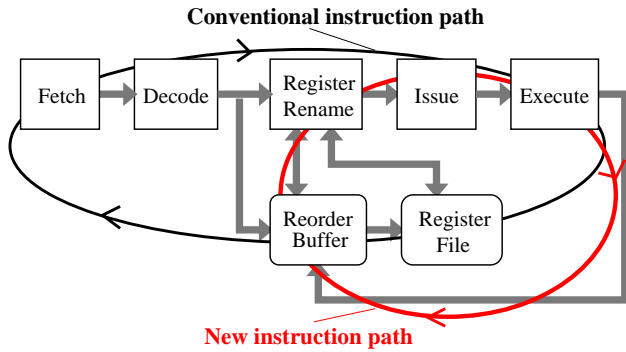 Conventional instruction path
Fetch
Decode
Register
Rename
Issue
Execute
Reorder
Buffer
Register
File
New instruction path